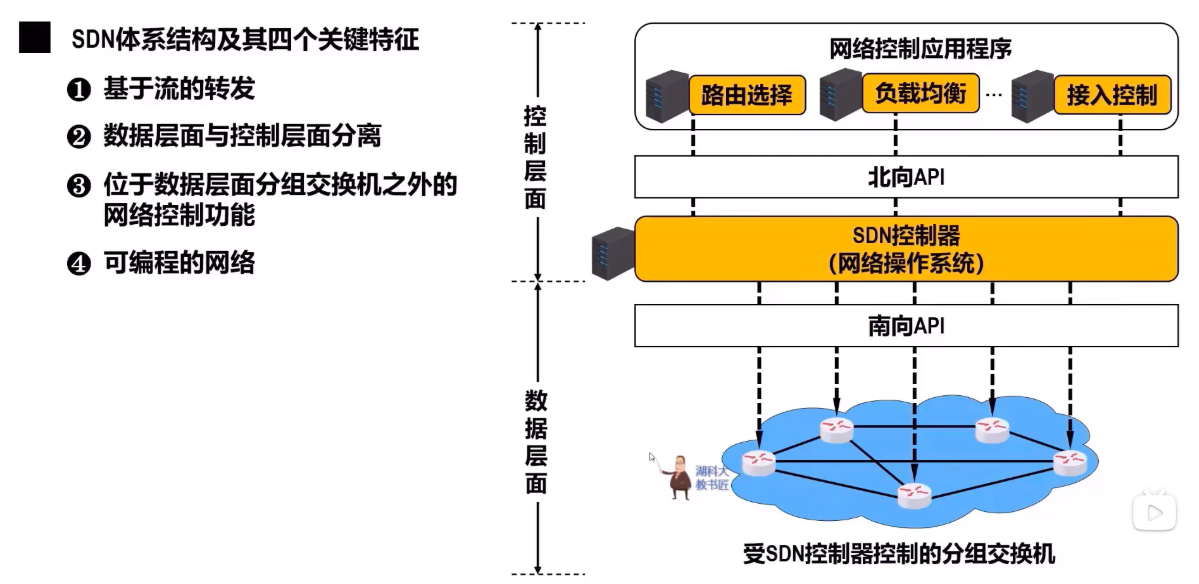 SDN体系结构及其四个关键特征
❶ 基于流的转发
❷ 数据层面与控制层面分离
❸ 位于数据层面分组交换机之外的
网络控制功能
❹ 可编程的网络
控制层面
数据层面
网络控制应用程序
路由选择
负载均衡
…
接入控制
北向API
SDN控制器
(网络操作系统)
南向API
湖科大
教书匠
受SDN控制器控制的分组交换机